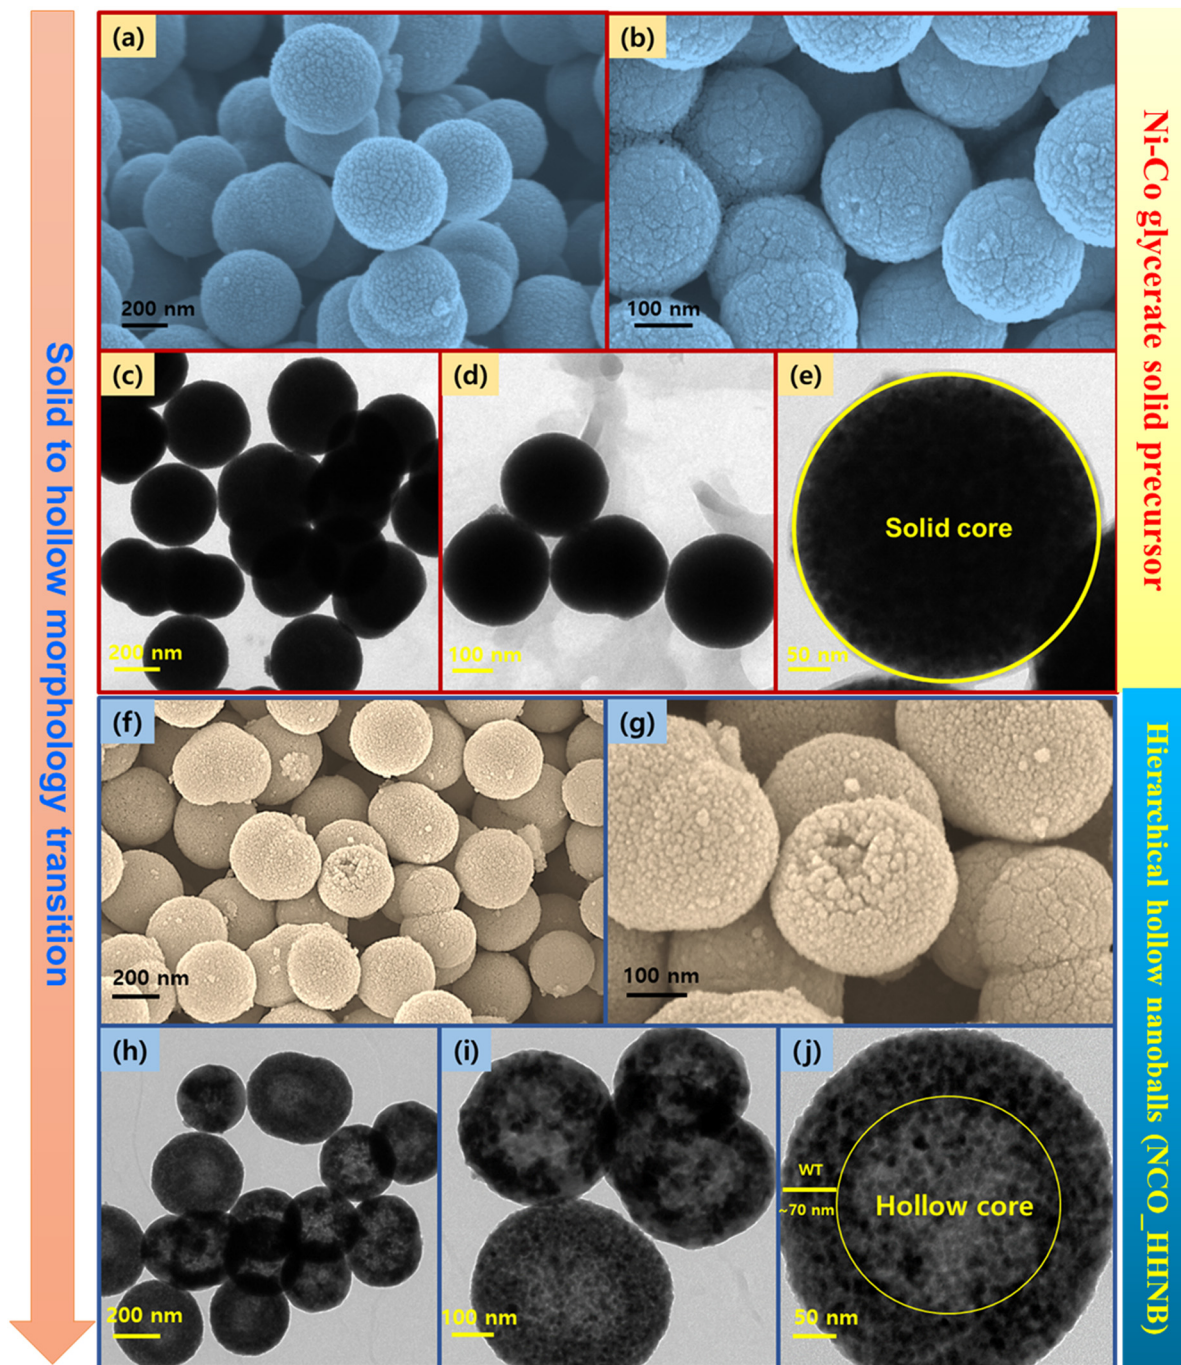 Solid to hollow morphology transition
(a)
200 nm
(b)
100 nm
Ni-Co glycerate solid precursor
(c)
200 nm
(d)
100 nm
(e)
Solid core
50 nm
(f)
200 nm
(g)
100 nm
Hierarchical hollow nanoballs (NCO_HHNB)
(h)
200 nm
(i)
100 nm
(j)
WT
~70 nm
Hollow core
50 nm